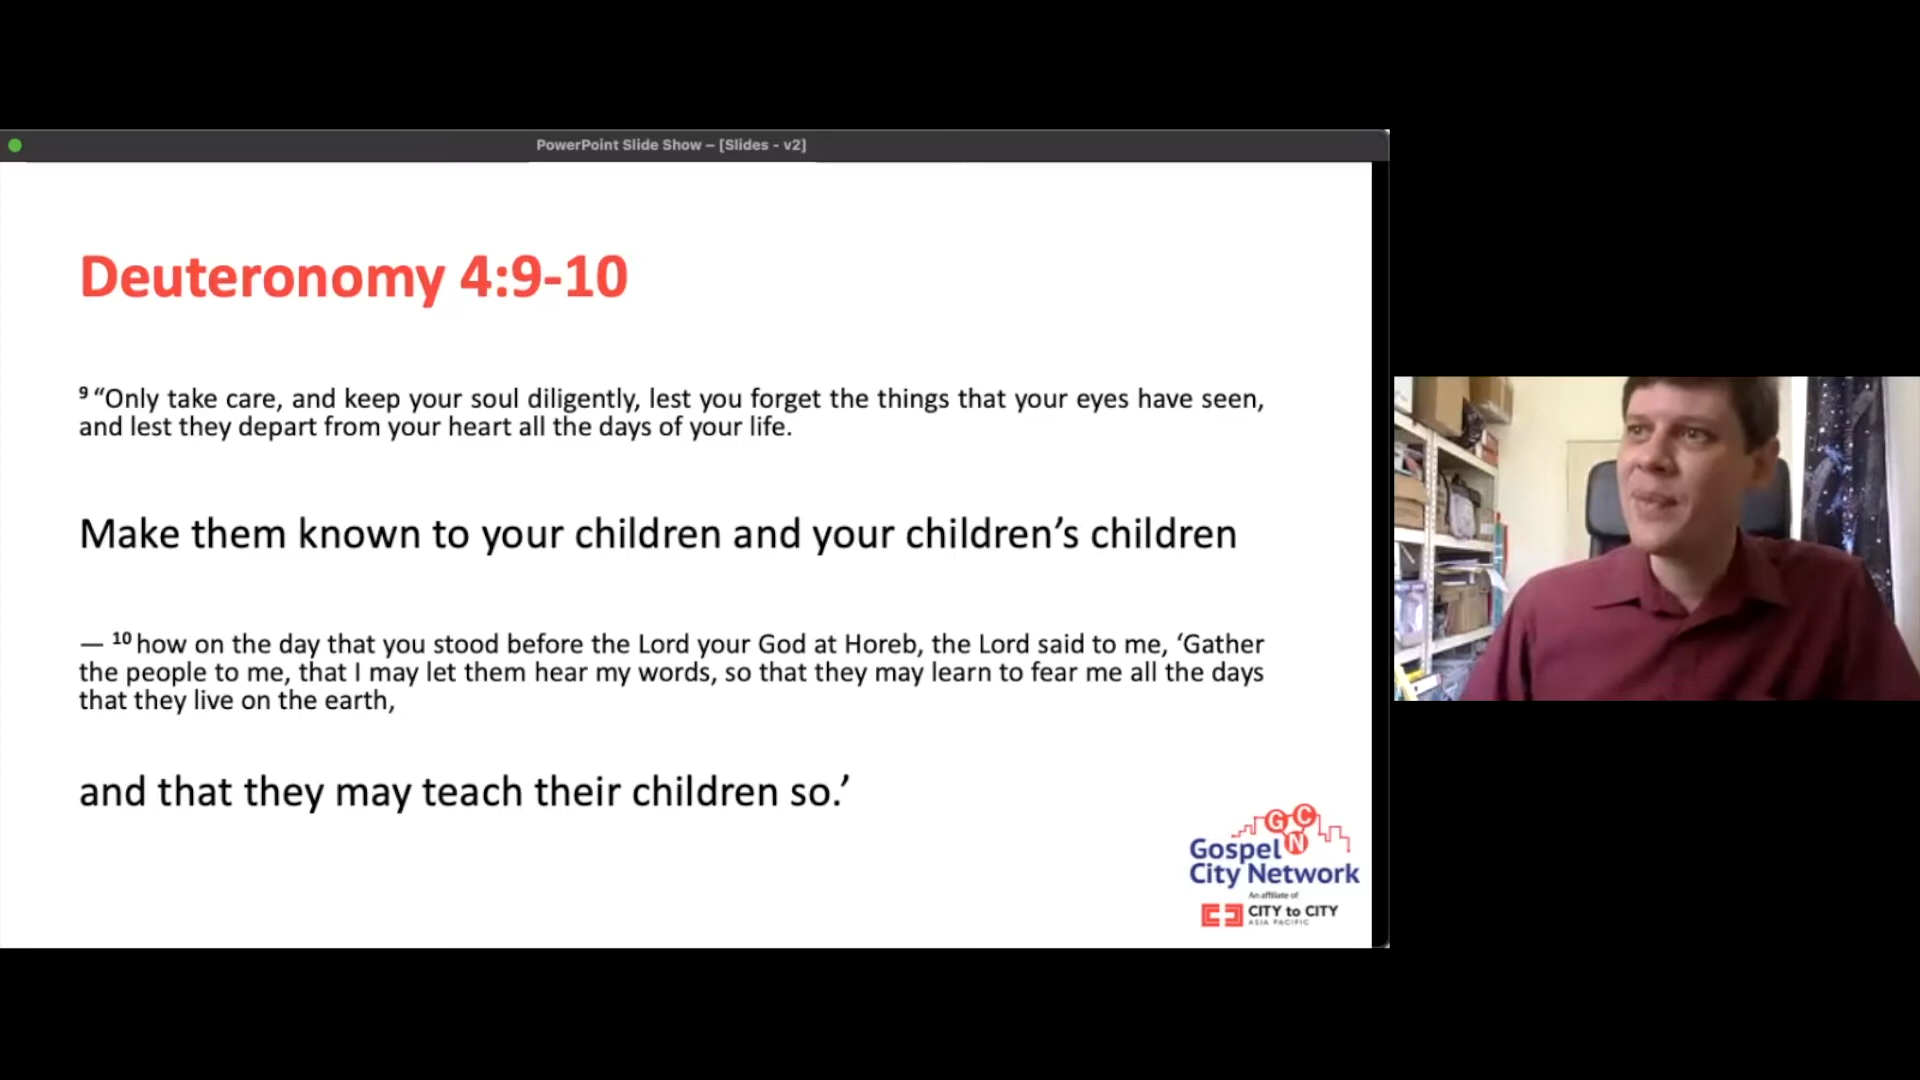 PowerPoint Slide Show – [Slides - v2]
Deuteronomy 4:9-10
9 “Only take care, and keep your soul diligently, lest you forget the things that your eyes have seen,
and lest they depart from your heart all the days of your life.
Make them known to your children and your children’s children
— 10 how on the day that you stood before the Lord your God at Horeb, the Lord said to me, ‘Gather
the people to me, that I may let them hear my words, so that they may learn to fear me all the days
that they live on the earth,
and that they may teach their children so.’
G C
N
Gospel
City Network
An affiliate of
CITY to CITY
ASIA PACIFIC